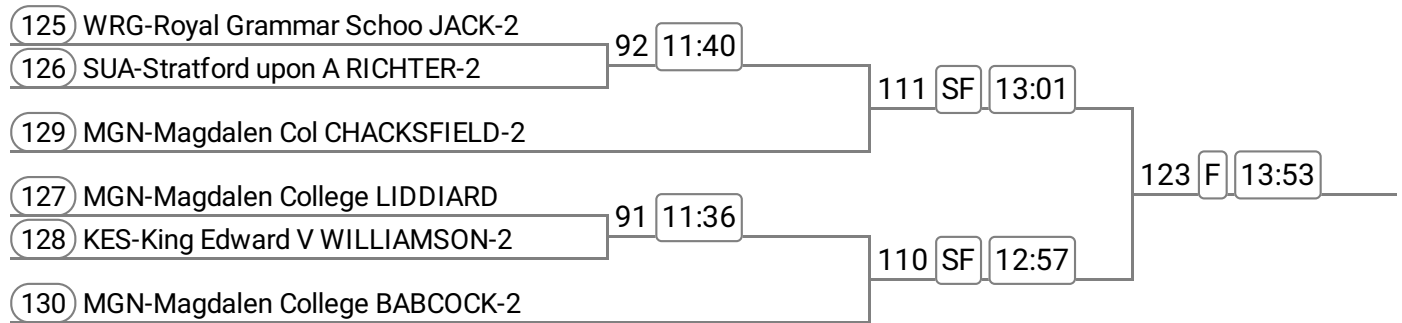 125 WRG-Royal Grammar Schoo JACK-2
92 11:40
126 SUA-Stratford upon A RICHTER-2
111 SF 13:01
129 MGN-Magdalen Col CHACKSFIELD-2
123 F 13:53
127 MGN-Magdalen College LIDDIARD
91 11:36
128 KES-King Edward V WILLIAMSON-2
110 SF 12:57
130 MGN-Magdalen College BABCOCK-2